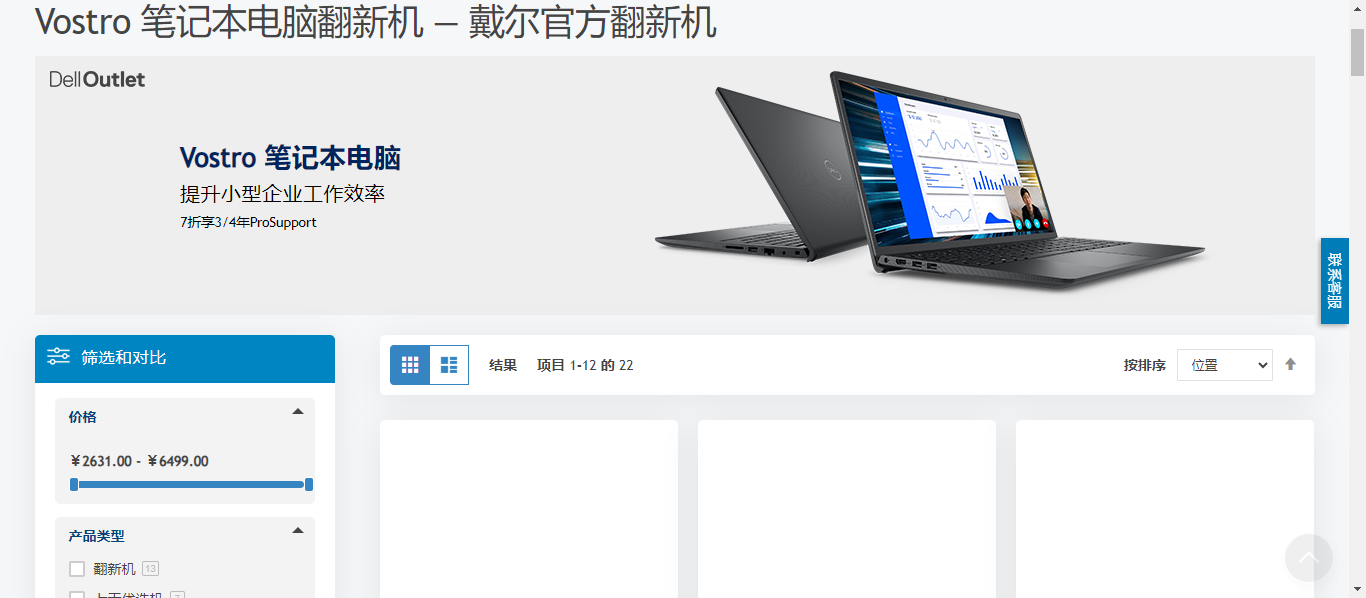 Vostro 笔记本电脑翻新机 — 戴尔官方翻新机
DellOutlet
Vostro 笔记本电脑
提升小型企业工作效率
7折享3/4年ProSupport
联系客服
筛选和对比
结果 项目 1-12 的 22
按排序 位置
价格
￥2631.00 - ￥6499.00
产品类型
翻新机 13